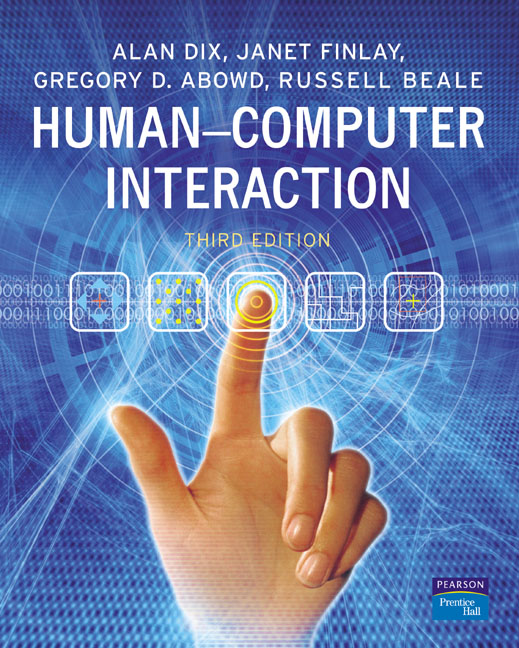 ALAN DIX, JANET FINLAY,
GREGORY D. ABOWD, RUSSELL BEALE
HUMAN–COMPUTER
INTERACTION
THIRD EDITION
PEARSON
Prentice
Hall